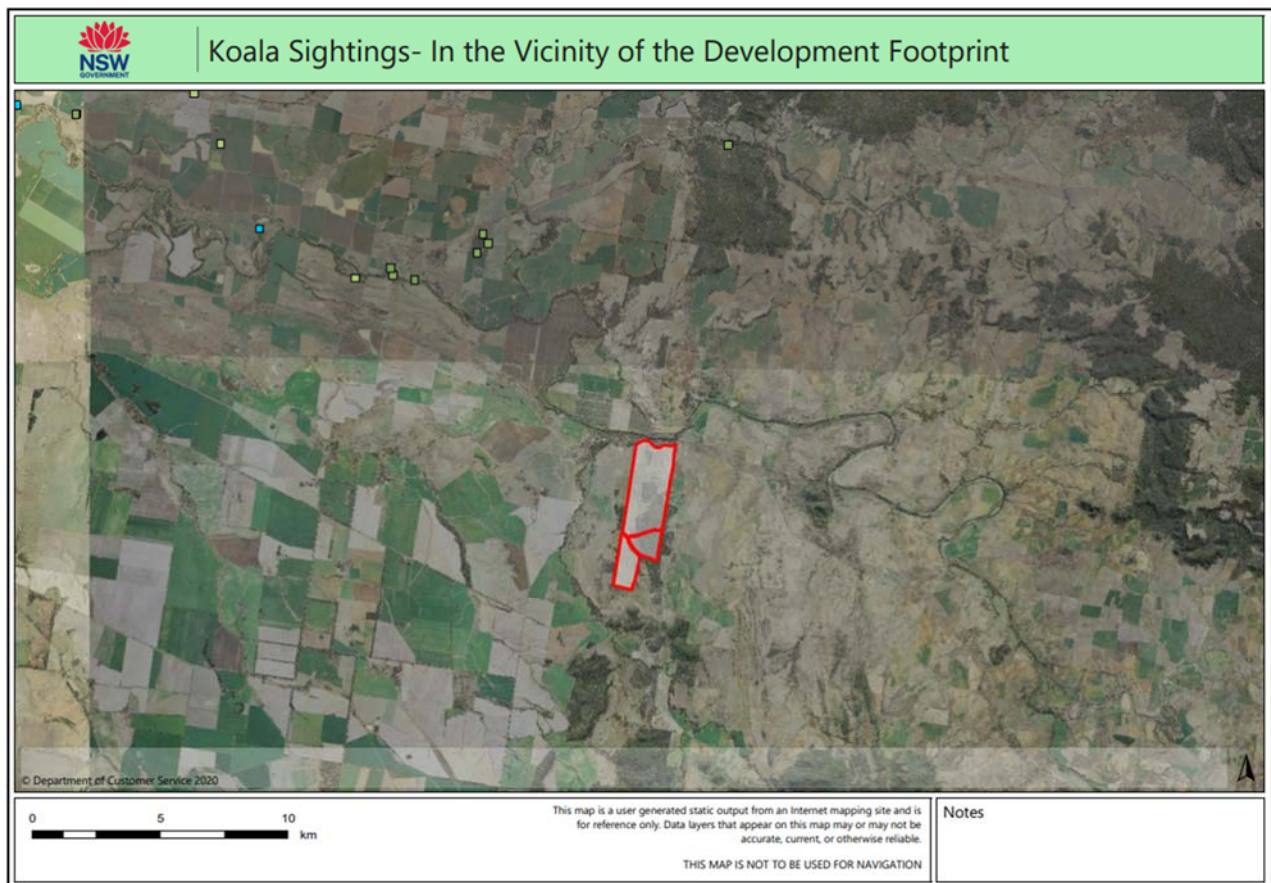 NSW
GOVERNMENT
Koala Sightings- In the Vicinity of the Development Footprint
© Department of Customer Service 2020
0 5 10
km
This map is a user generated static output from an Internet mapping site and is
for reference only. Data layers that appear on this map may or may not be
accurate, current, or otherwise reliable.
THIS MAP IS NOT TO BE USED FOR NAVIGATION
Notes